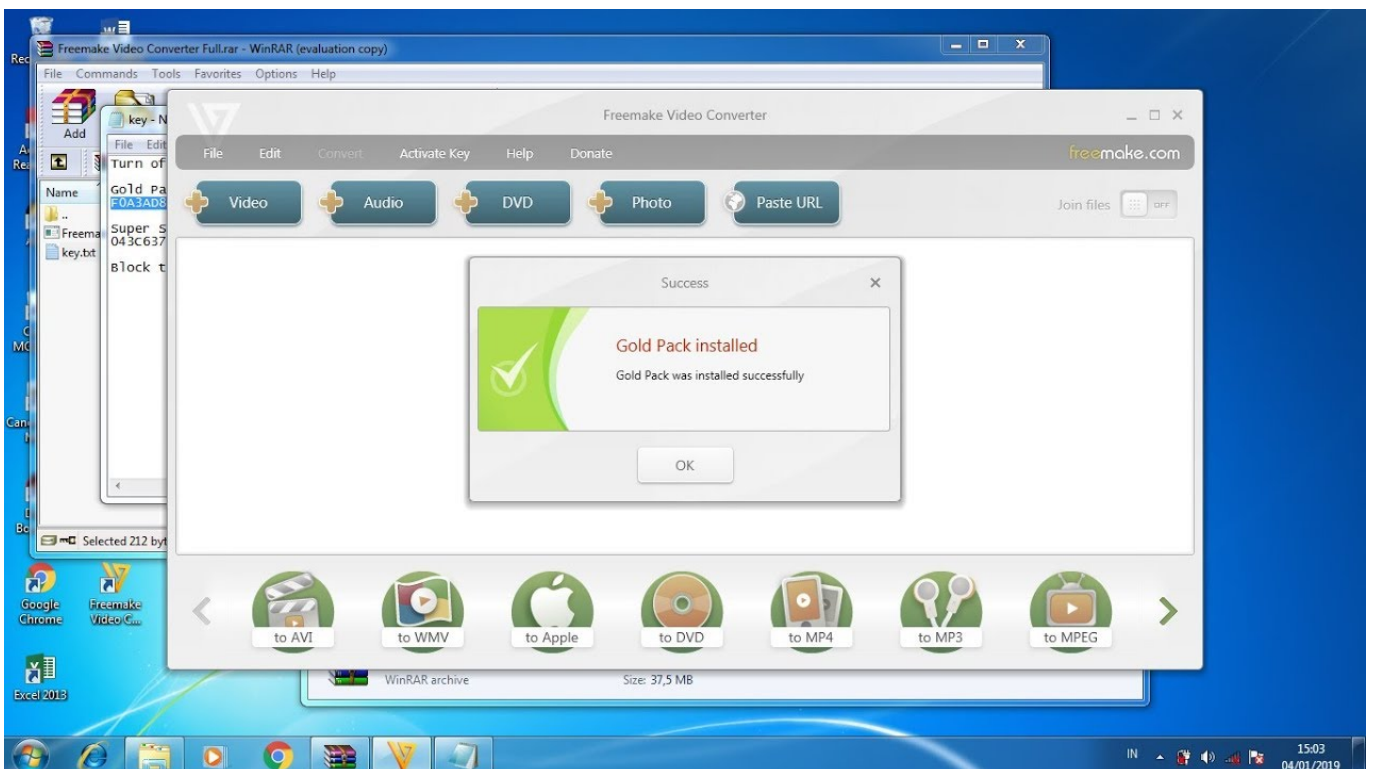 Freemake Video Converter Full.rar - WinRAR (evaluation copy)
File Commands Tools Favorites Options Help
Add
key - N
File Edit
Turn of
Gold Pa
F0A3AD8
Super S
043C637
Block t
Name
..
Freema
key.txt
Selected 212 byt
Freemake Video Converter
File Edit Convert Activate Key Help Donate
freemake.com
Video Audio DVD Photo Paste URL
Join files OFF
Success
Gold Pack installed
Gold Pack was installed successfully
OK
to AVI to WMV to Apple to DVD to MP4 to MP3 to MPEG
Google Chrome
Freemake Video C...
Excel 2013
WinRAR archive Size: 37,5 MB
IN
15:03
04/01/2019